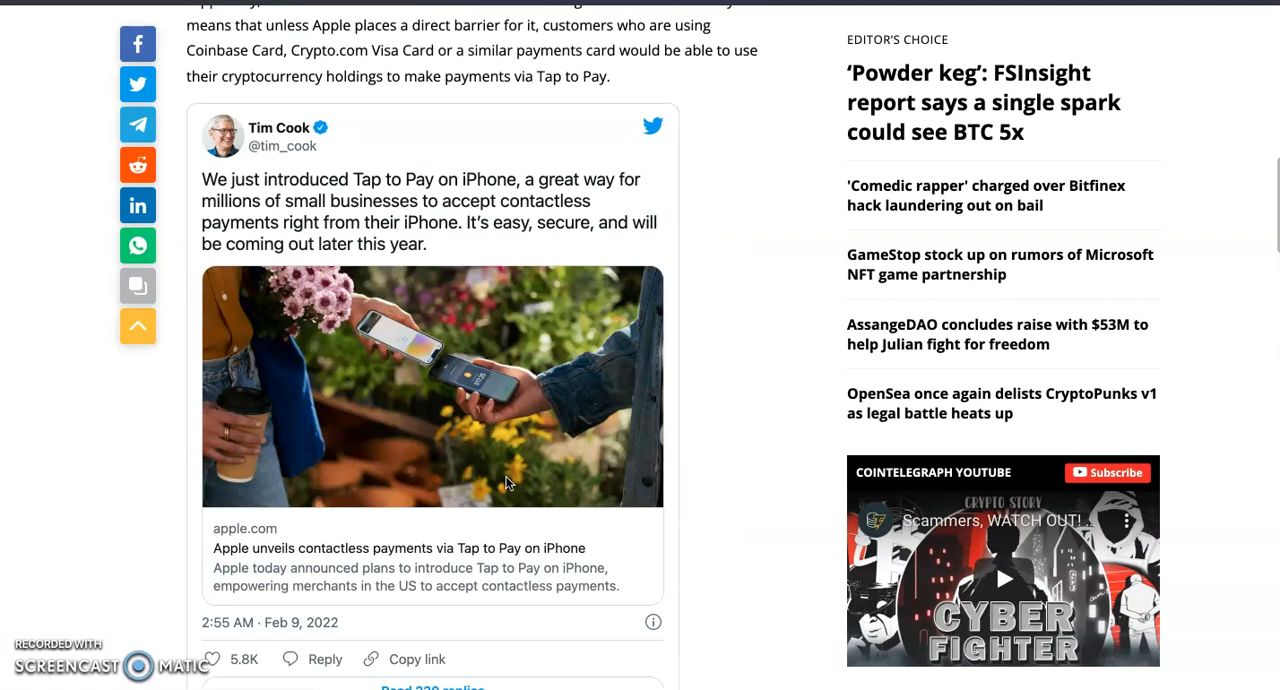 means that unless Apple places a direct barrier for it, customers who are using
Coinbase Card, Crypto.com Visa Card or a similar payments card would be able to use
their cryptocurrency holdings to make payments via Tap to Pay.
Tim Cook
@tim_cook
We just introduced Tap to Pay on iPhone, a great way for
millions of small businesses to accept contactless
payments right from their iPhone. It's easy, secure, and will
be coming out later this year.
apple.com
Apple unveils contactless payments via Tap to Pay on iPhone
Apple today announced plans to introduce Tap to Pay on iPhone,
empowering merchants in the US to accept contactless payments.
2:55 AM · Feb 9, 2022
5.8K Reply Copy link
EDITOR'S CHOICE
‘Powder keg’: FSInsight
report says a single spark
could see BTC 5x
'Comedic rapper' charged over Bitfinex
hack laundering out on bail
GameStop stock up on rumors of Microsoft
NFT game partnership
AssangeDAO concludes raise with $53M to
help Julian fight for freedom
OpenSea once again delists CryptoPunks v1
as legal battle heats up
COINTELEGRAPH YOUTUBE Subscribe
CRYPTO STORY
Scammers, WATCH OUT! ...
CYBER
FIGHTER
RECORDED WITH
SCREENCAST MATIC